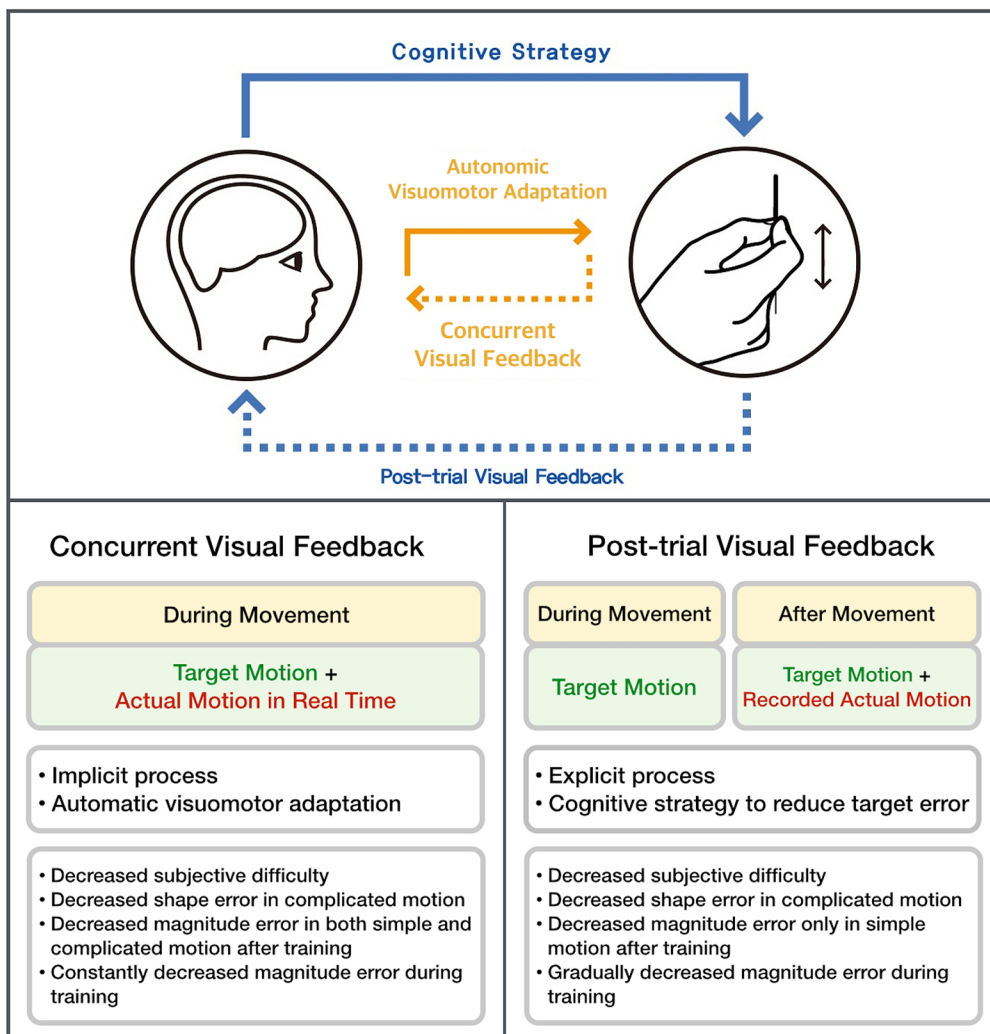 Cognitive Strategy
Autonomic
Visuomotor Adaptation
Concurrent
Visual Feedback
Post-trial Visual Feedback
Concurrent Visual Feedback
During Movement
Target Motion +
Actual Motion in Real Time
• Implicit process
• Automatic visuomotor adaptation
• Decreased subjective difficulty
• Decreased shape error in complicated motion
• Decreased magnitude error in both simple and
complicated motion after training
• Constantly decreased magnitude error during
training
Post-trial Visual Feedback
During Movement
After Movement
Target Motion
Target Motion +
Recorded Actual Motion
• Explicit process
• Cognitive strategy to reduce target error
• Decreased subjective difficulty
• Decreased shape error in complicated motion
• Decreased magnitude error only in simple
motion after training
• Gradually decreased magnitude error during
training